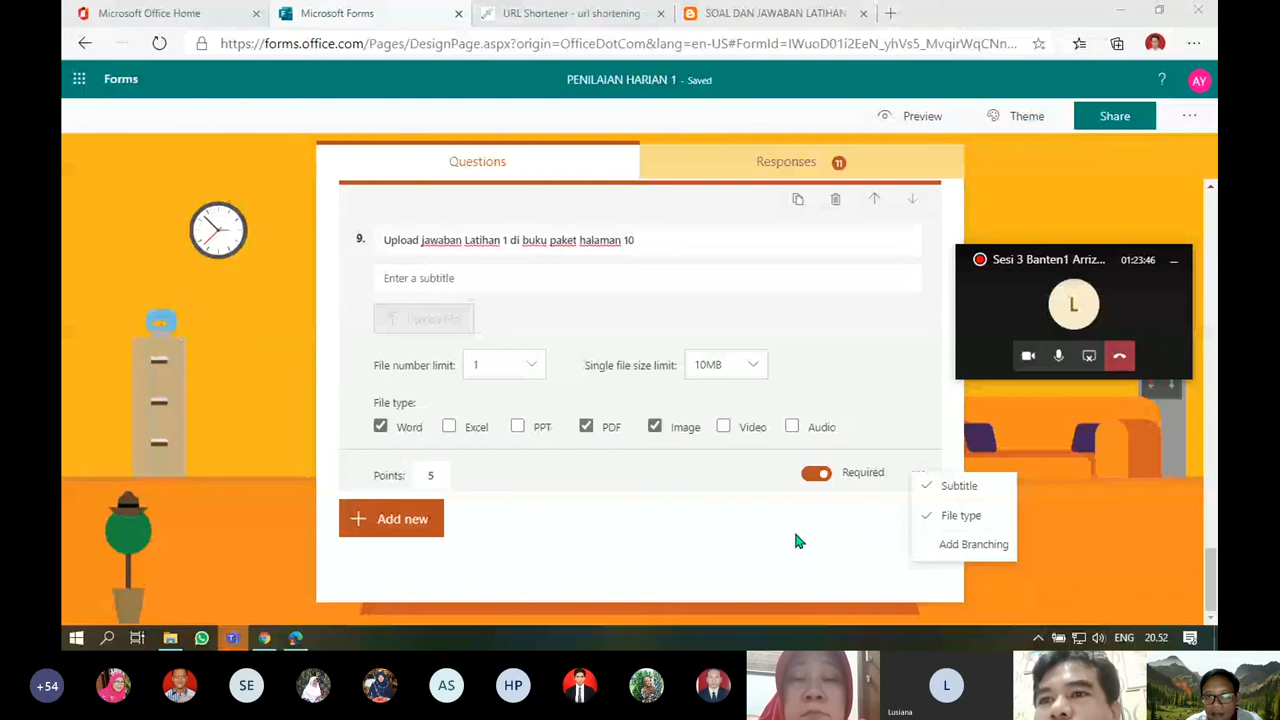 Microsoft Office Home
Microsoft Forms
URL Shortener - url shortening
SOAL DAN JAWABAN LATIHAN
https://forms.office.com/Pages/DesignPage.aspx?origin=OfficeDotCom&lang=en-US&FormId=IWuoD01i2EeN_yhVs5_MvqirWqCNn...
Forms
PENILAIAN HARIAN 1 - Saved
?
AY
Preview
Theme
Share
Questions
Responses 11
9. Upload jawaban Latihan 1 di buku paket halaman 10
Enter a subtitle
File number limit: 1
Single file size limit: 10MB
File type:
Word
Excel
PPT
PDF
Image
Video
Audio
Points: 5
Required
Subtitle
File type
Add Branching
Add new
Sesi 3 Banten1 Arriz...
01:23:46
L
ENG
20.52
+54
SE
AS
HP
L
Lusiana